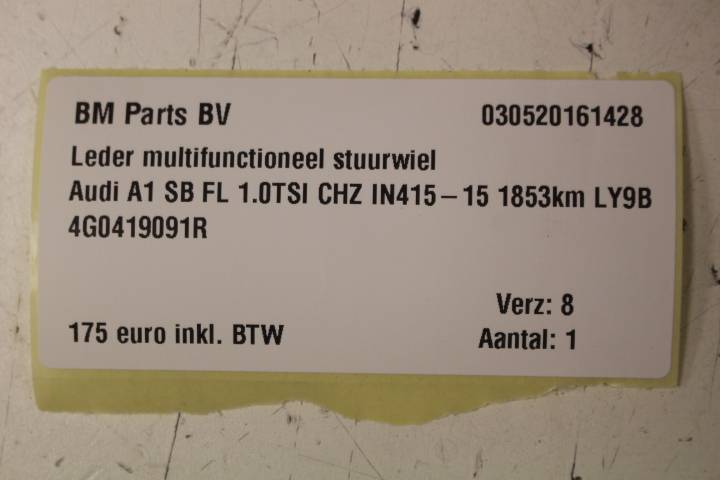 BM Parts BV 030520161428
Leder multifunctioneel stuurwiel
Audi A1 SB FL 1.0TSI CHZ IN415-15 1853km LY9B
4G0419091R
Verz: 8
175 euro inkl. BTW Aantal: 1